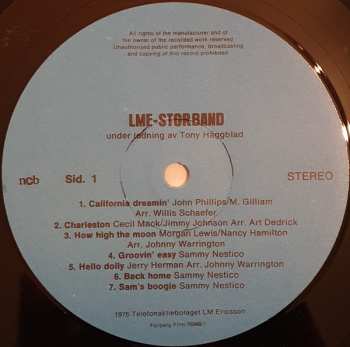 All rights of the manufacturer and of
the owner of the recorded work reserved
Unauthorised public performance, broadcasting
and copying of this record prohibited
LME-STORBAND
under ledning av Tony Häggblad
ncb Sid. 1 STEREO
1. California dreamin' John Phillips/M. Gilliam
Arr. Willis Schaefer
2. Charleston Cecil Mack/Jimmy Johnson Arr. Art Dedrick
3. How high the moon Morgan Lewis/Nancy Hamilton
Arr. Johnny Warrington
4. Groovin' easy Sammy Nestico
5. Hello dolly Jerry Herman Arr. Johnny Warrington
6. Back home Sammy Nestico
7. Sam's boogie Sammy Nestico
1975 Telefonaktiebolaget LM Ericsson